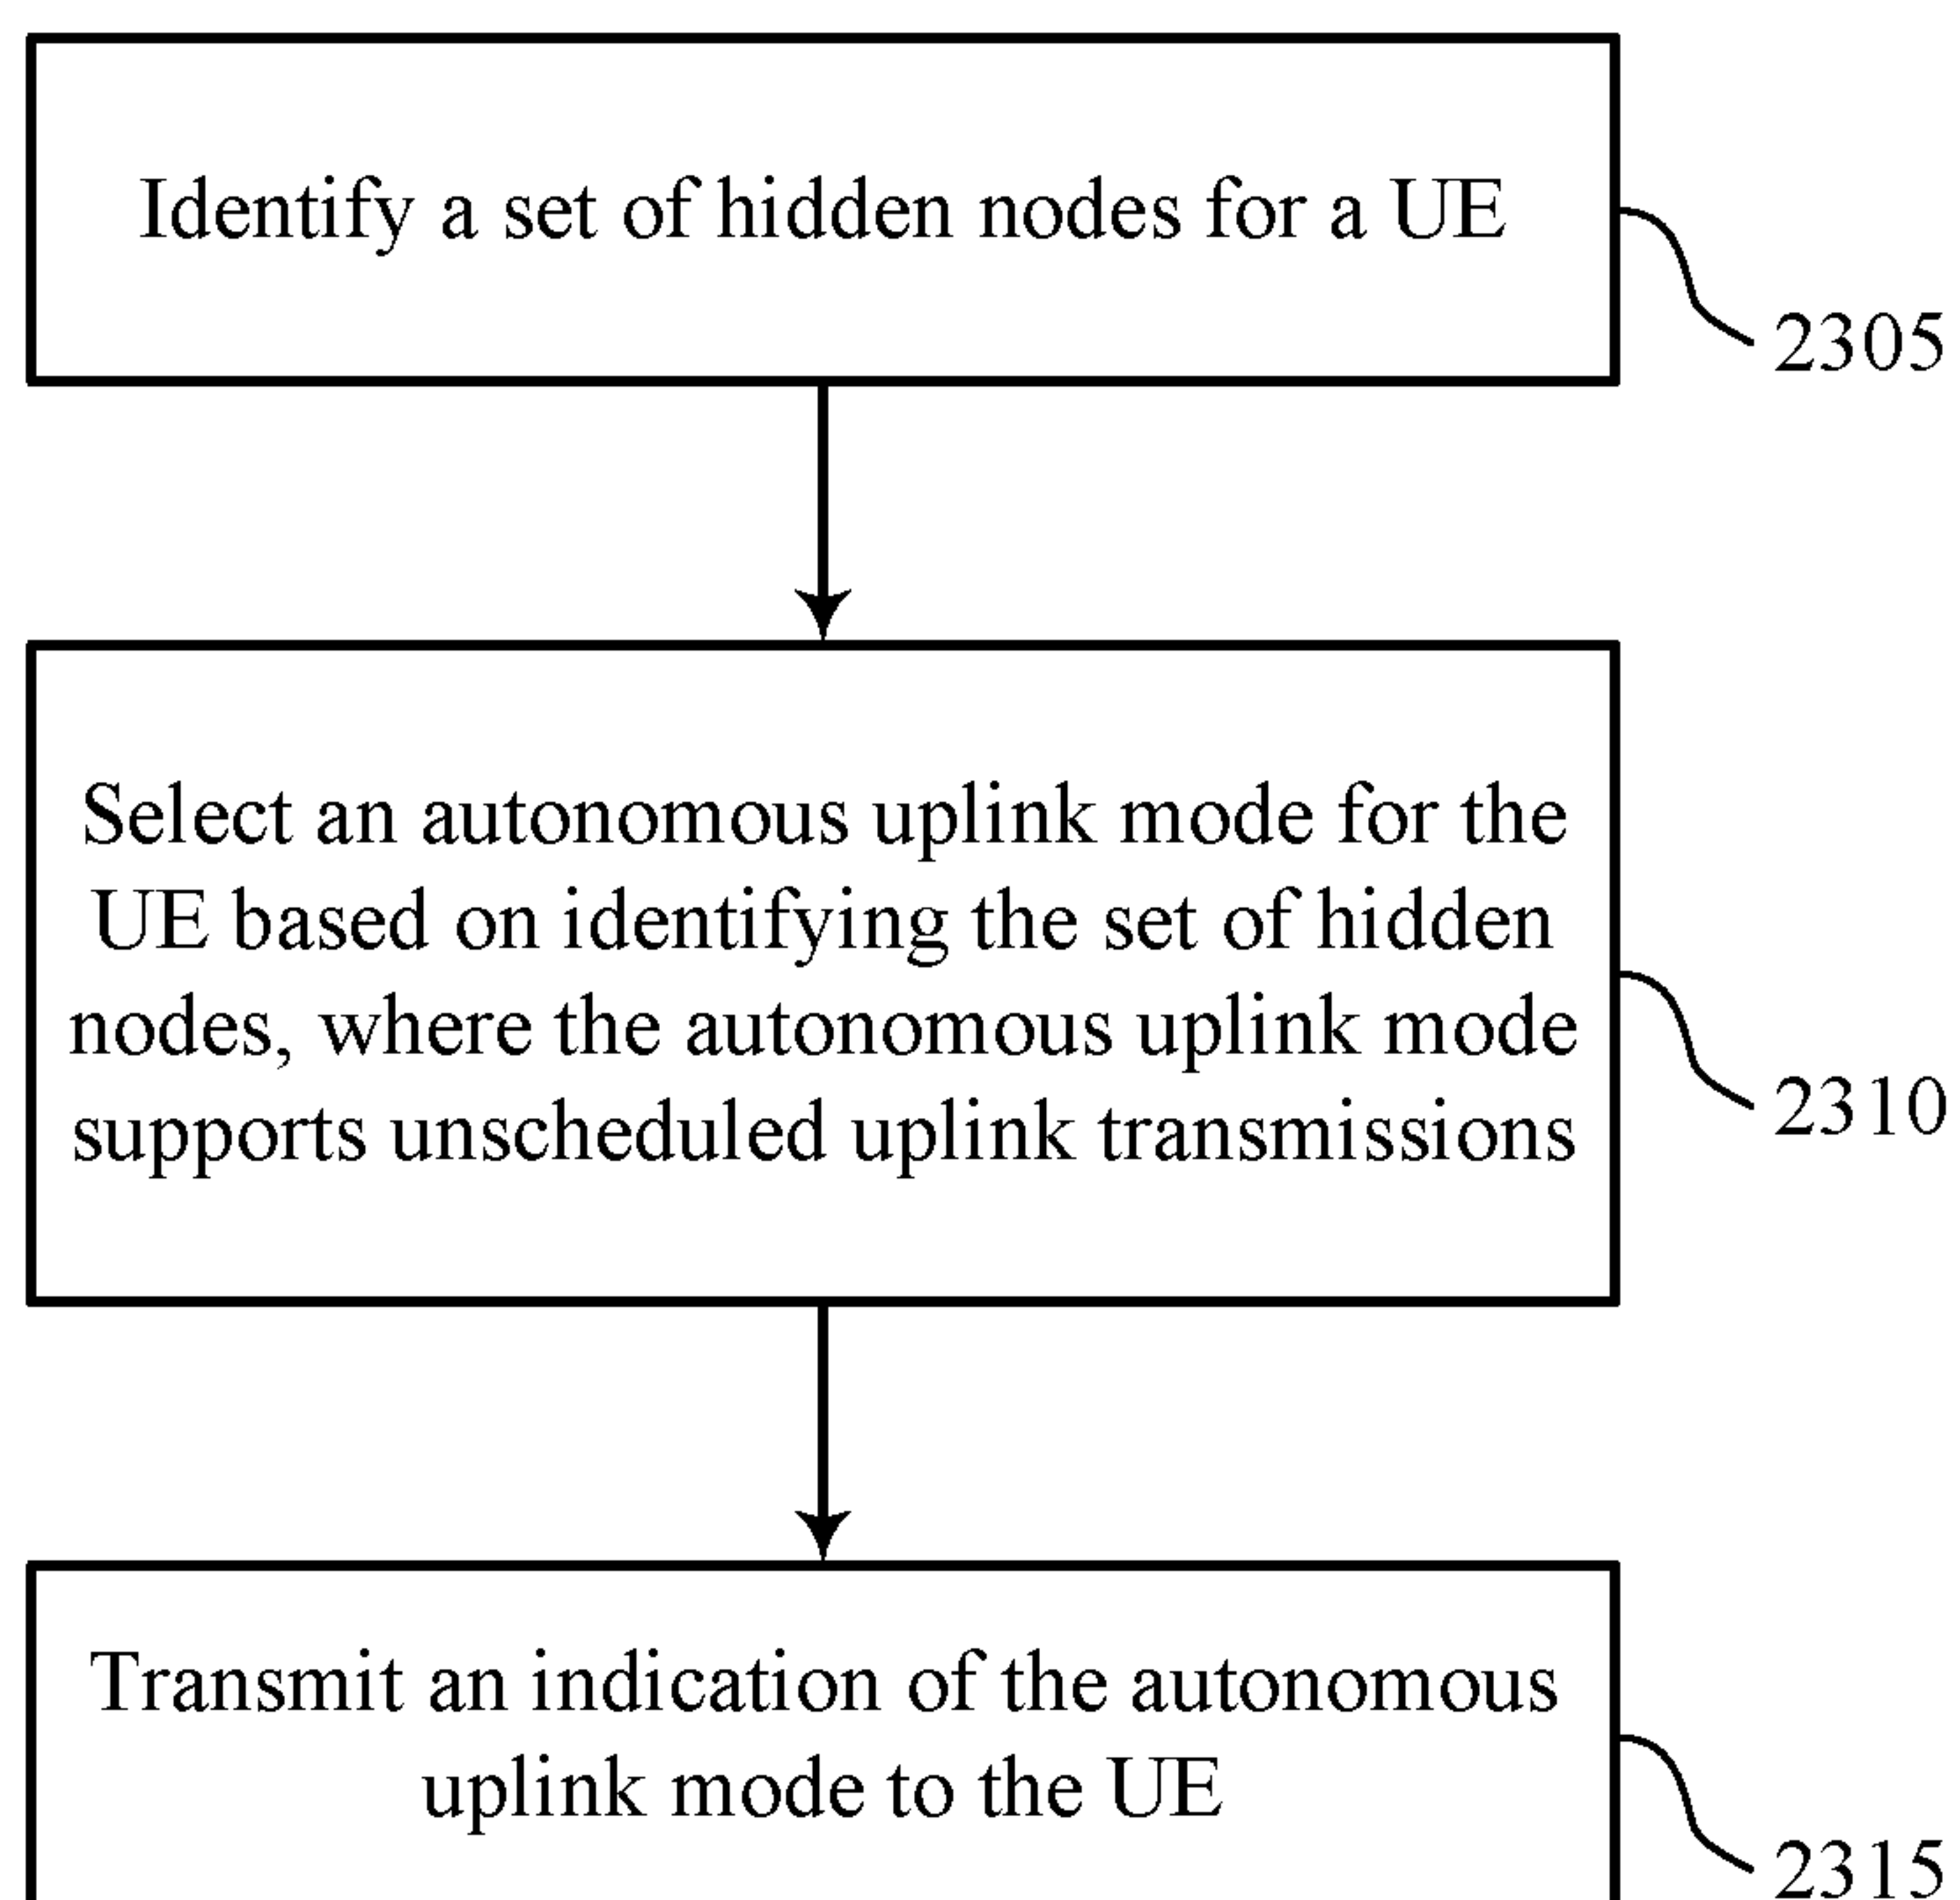 Identify a set of hidden nodes for a UE
2305
Select an autonomous uplink mode for the
UE based on identifying the set of hidden
nodes, where the autonomous uplink mode
supports unscheduled uplink transmissions
2310
Transmit an indication of the autonomous
uplink mode to the UE
2315